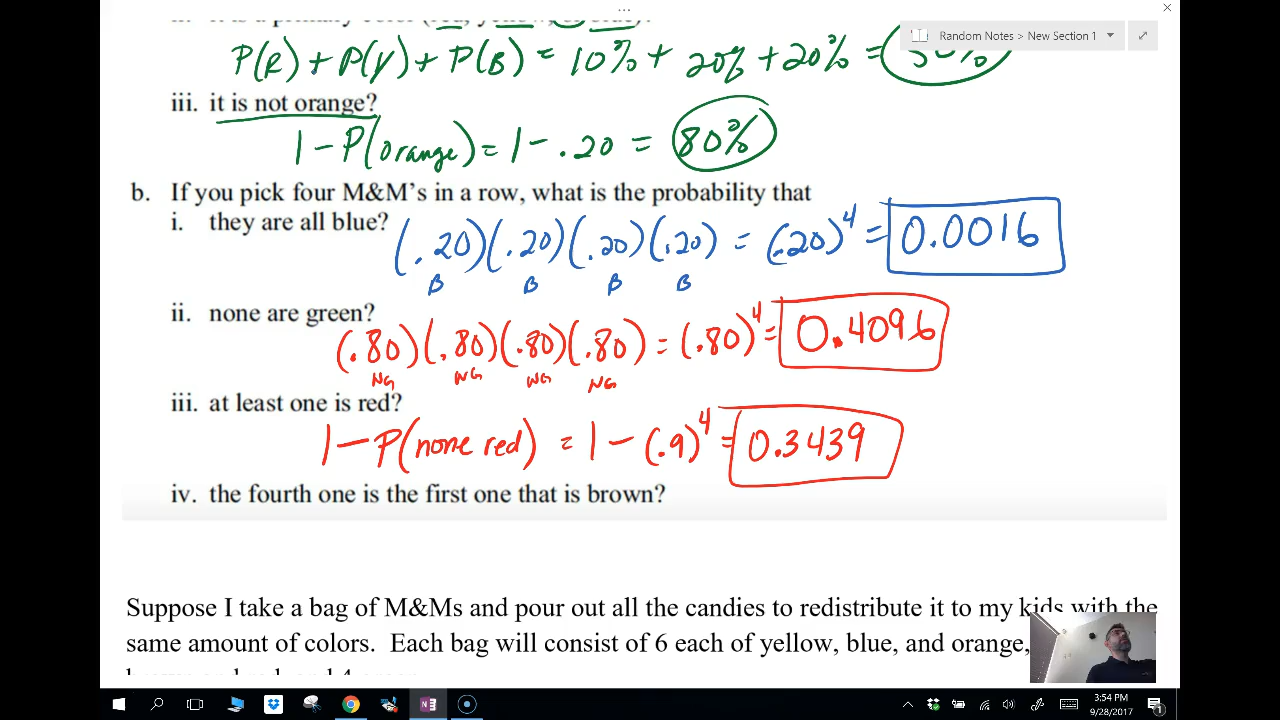 Random Notes > New Section 1
P(R) + P(Y) + P(B) = 10% + 20% + 20% = 50%
iii. it is not orange?
1 - P(orange) = 1 - .20 = 80%
b. If you pick four M&M's in a row, what is the probability that
i. they are all blue?
(.20)(.20)(.20)(.20) = (.20)^4 = 0.0016
B B B B
ii. none are green?
(.80)(.80)(.80)(.80) = (.80)^4 = 0.4096
NG NG NG NG
iii. at least one is red?
1 - P(none red) = 1 - (.9)^4 = 0.3439
iv. the fourth one is the first one that is brown?
Suppose I take a bag of M&Ms and pour out all the candies to redistribute it to my kids with the
same amount of colors. Each bag will consist of 6 each of yellow, blue, and orange,
3:54 PM
9/28/2017